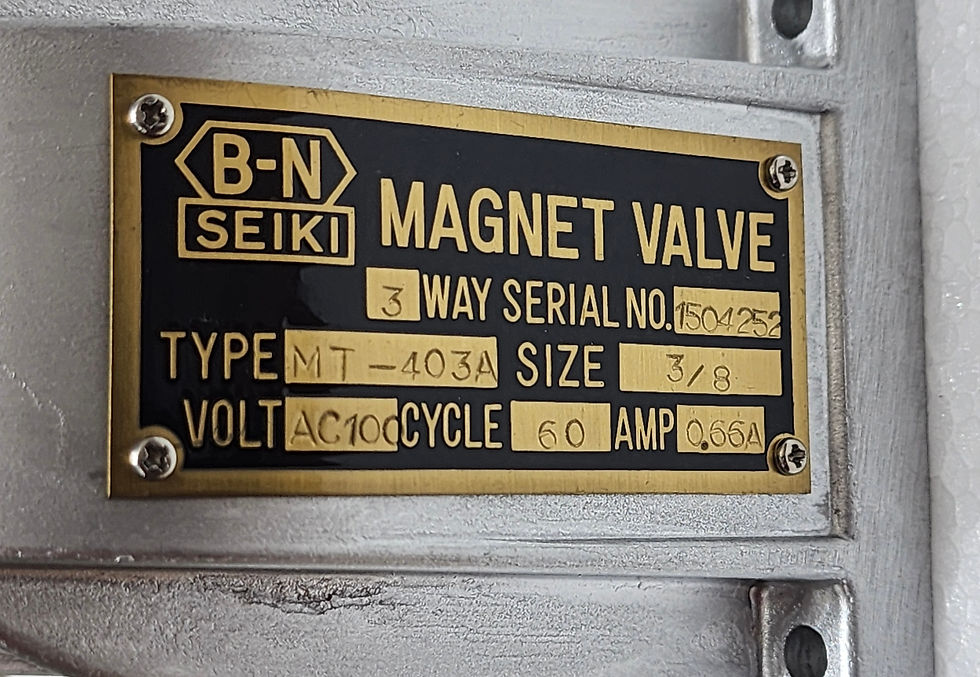 B-N
SEIKI
MAGNET VALVE
3 WAY SERIAL NO. 1504252
TYPE MT-403A SIZE 3/8
VOLT AC100 CYCLE 60 AMP 0.66A